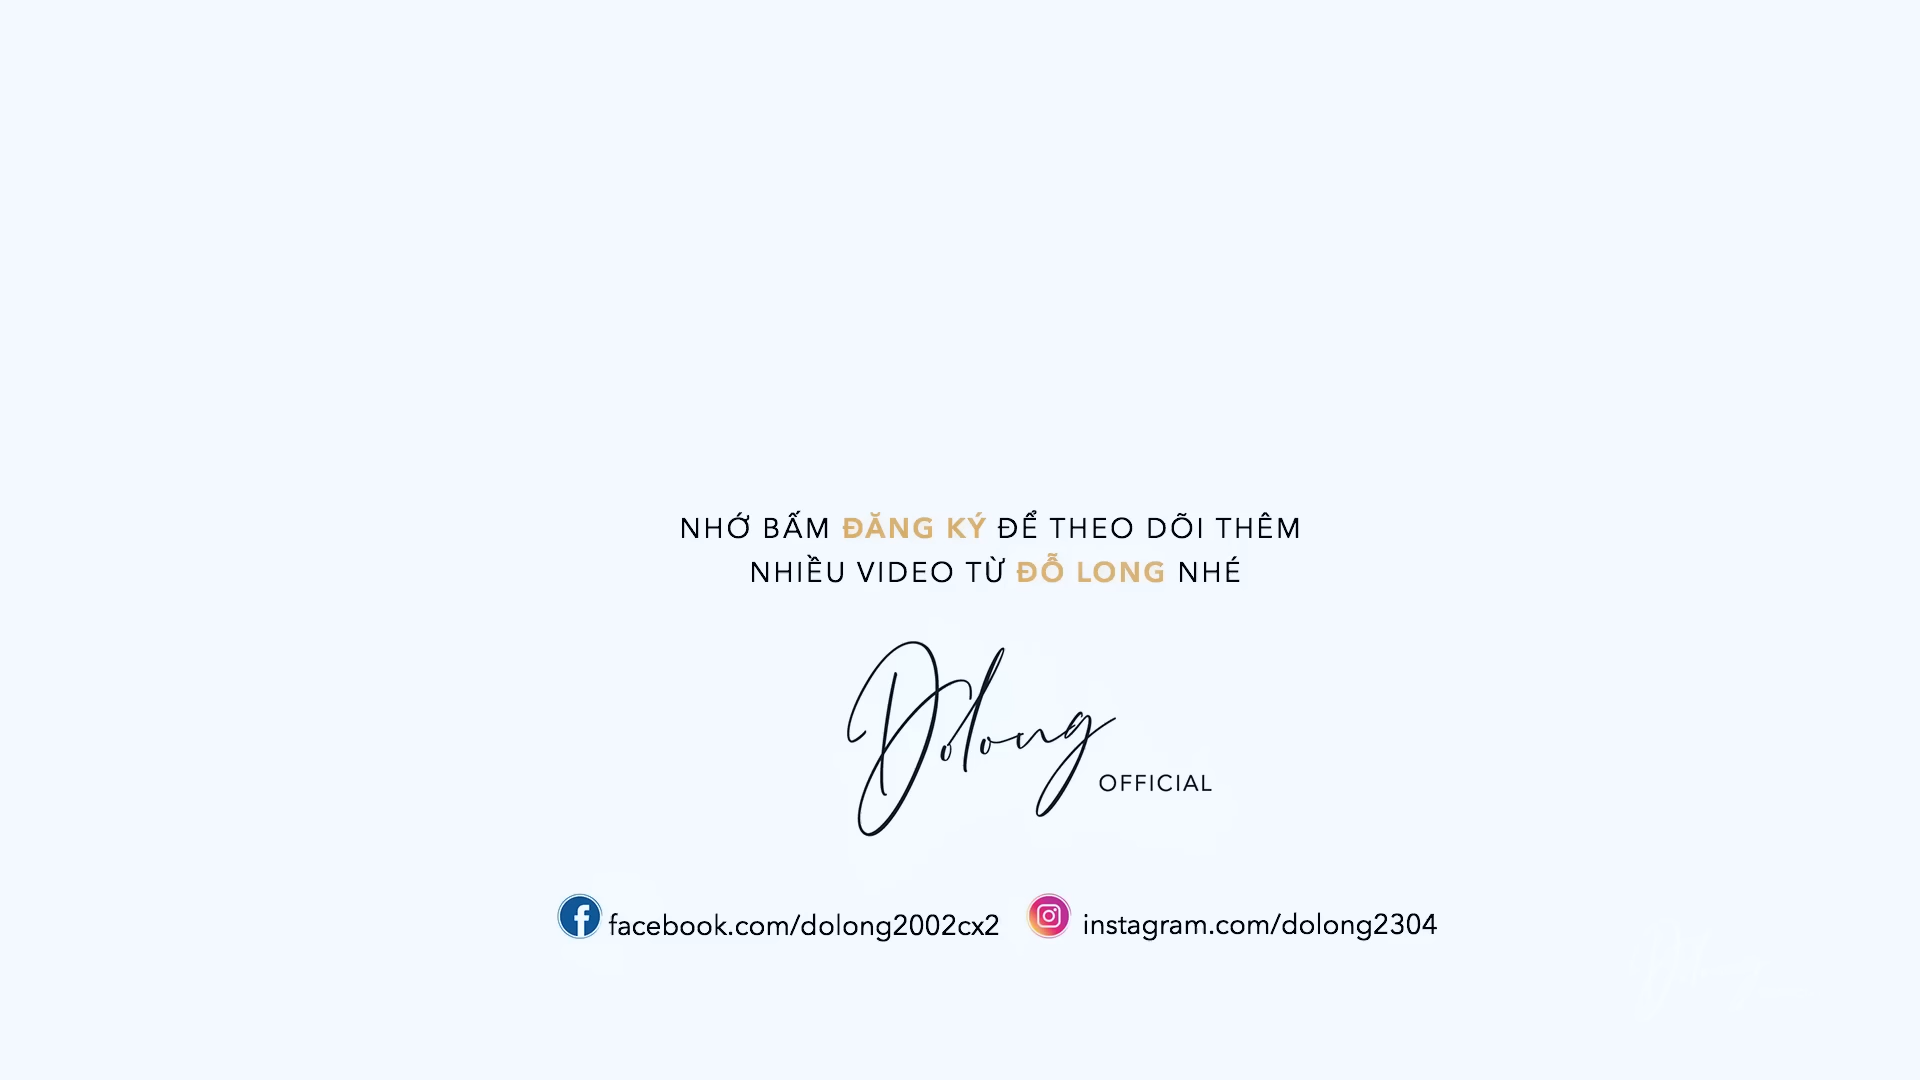 NHỚ BẤM ĐĂNG KÝ ĐỂ THEO DÕI THÊM
NHIỀU VIDEO TỪ ĐỖ LONG NHÉ
Dolong
OFFICIAL
facebook.com/dolong2002cx2
instagram.com/dolong2304